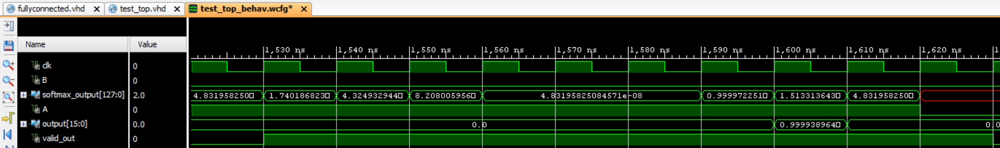 fullyconnected.vhd × test_top.vhd × test_top_behav.wcfg* ×
Name Value
1,530 ns 1,540 ns 1,550 ns 1,560 ns 1,570 ns 1,580 ns 1,590 ns 1,600 ns 1,610 ns 1,620 ns 1
clk 0
B 0
softmax_output[127:0] 2.0 4.831958250□ 1.740186823□ 4.324932944□ 8.208005956□ 4.83195825084571e-08 0.999972251□ 1.513313643□ 4.831958250□
A 0
output[15:0] 0.0 0.0 0.999938964□ 0.0
valid_out 0